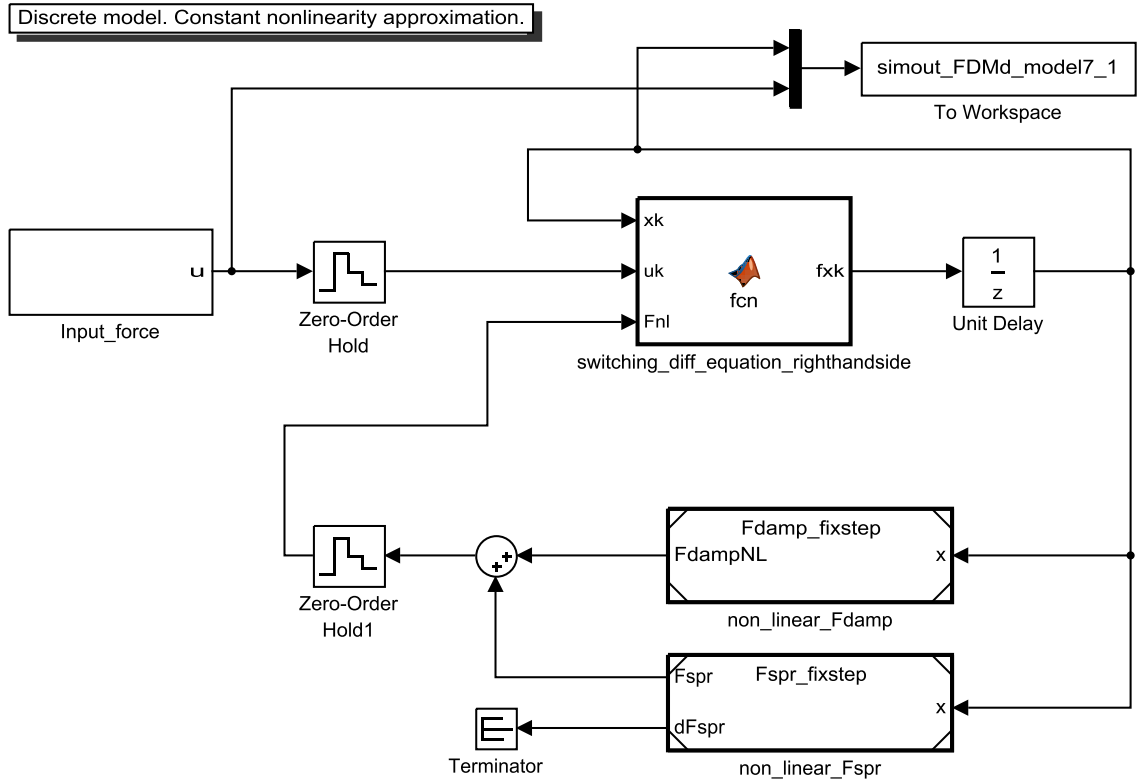 Discrete model. Constant nonlinearity approximation.
simout_FDMd_model7_1
To Workspace
u
Input_force
Zero-Order
Hold
xk
uk
Fnl
fcn
fxk
switching_diff_equation_righthandside
1
z
Unit Delay
Zero-Order
Hold1
Fdamp_fixstep
FdampNL
x
non_linear_Fdamp
Fspr_fixstep
Fspr
dFspr
x
non_linear_Fspr
Terminator